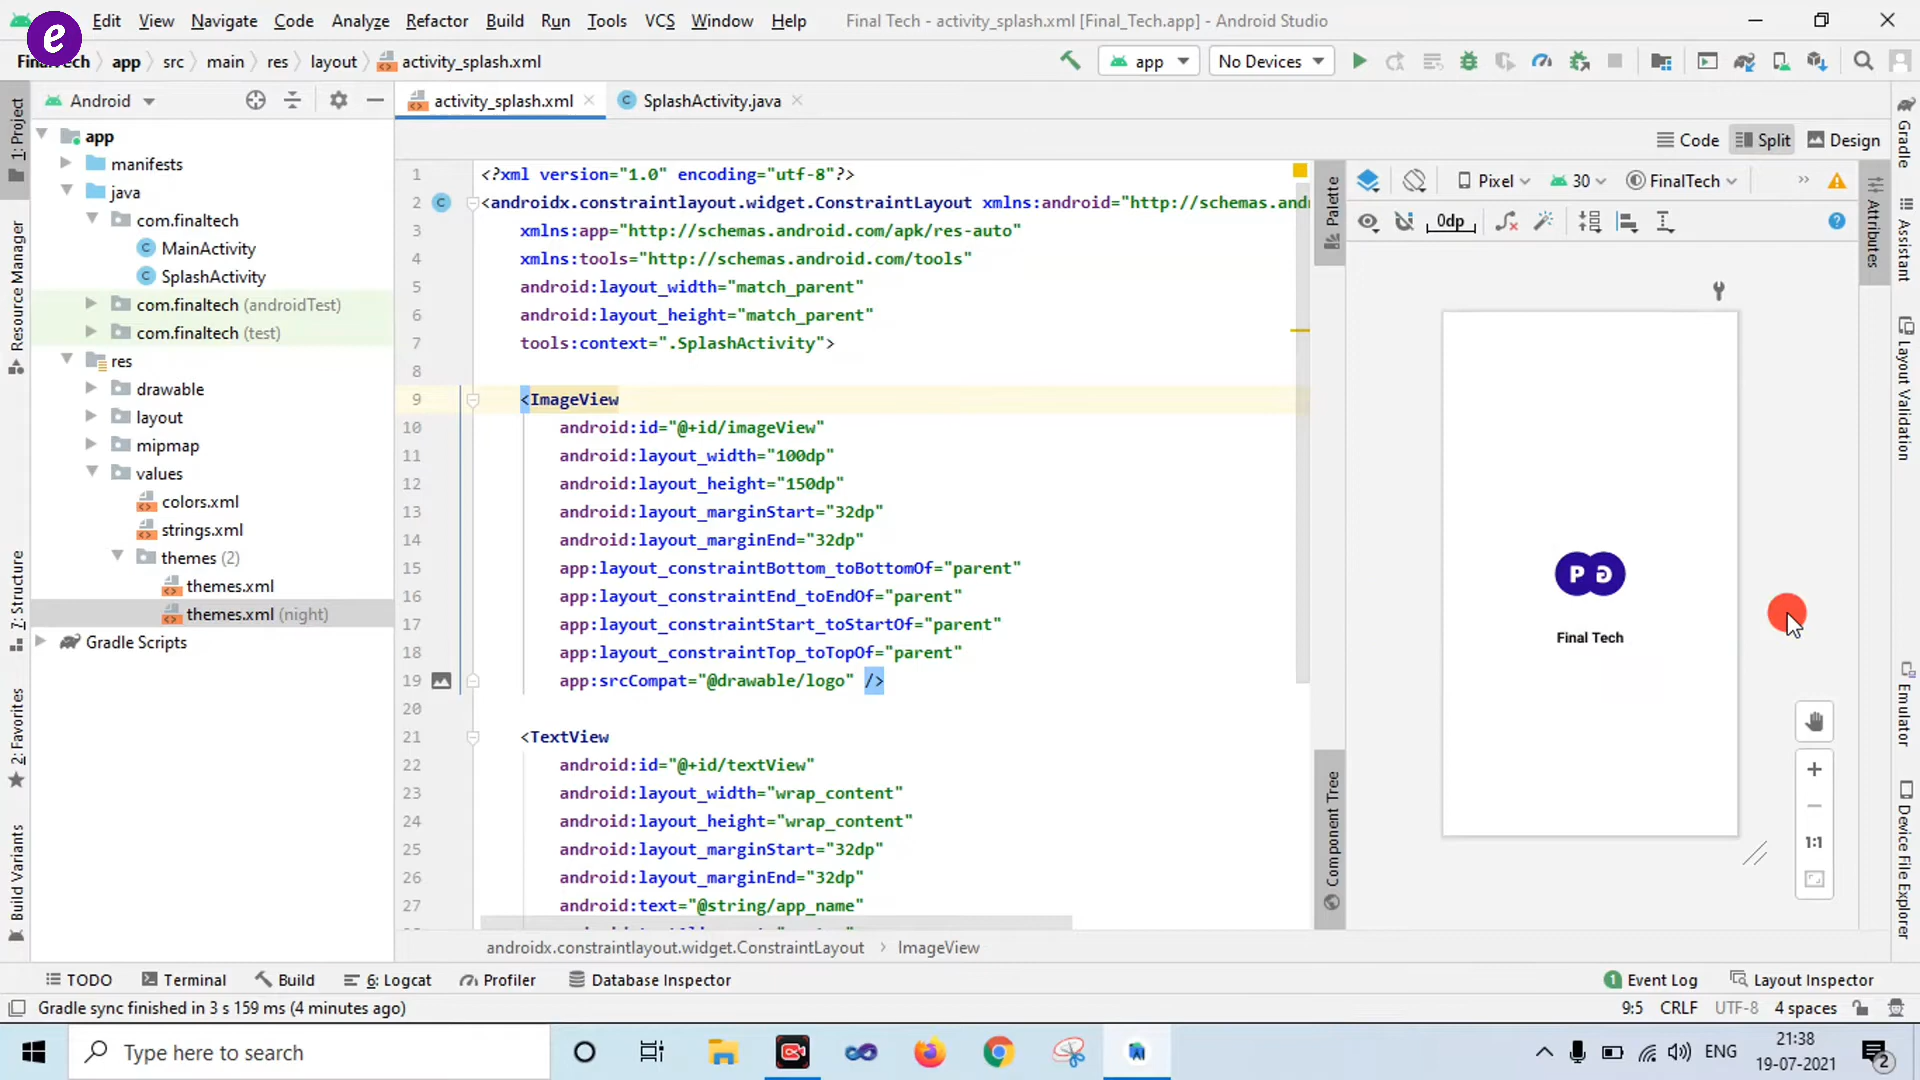 e
Edit View Navigate Code Analyze Refactor Build Run Tools VCS Window Help Final Tech - activity_splash.xml [Final_Tech.app] - Android Studio
FinalTech app src main res layout activity_splash.xml
app
No Devices
1: Project
Resource Manager
7: Structure
2: Favorites
Build Variants
Android
app
manifests
java
com.finaltech
MainActivity
SplashActivity
com.finaltech (androidTest)
com.finaltech (test)
res
drawable
layout
mipmap
values
colors.xml
strings.xml
themes (2)
themes.xml
themes.xml (night)
Gradle Scripts
activity_splash.xml
SplashActivity.java
Code Split Design
1 <?xml version="1.0" encoding="utf-8"?>
2 <androidx.constraintlayout.widget.ConstraintLayout xmlns:android="http://schemas.and
3 xmlns:app="http://schemas.android.com/apk/res-auto"
4 xmlns:tools="http://schemas.android.com/tools"
5 android:layout_width="match_parent"
6 android:layout_height="match_parent"
7 tools:context=".SplashActivity">
8
9 <ImageView
10 android:id="@+id/imageView"
11 android:layout_width="100dp"
12 android:layout_height="150dp"
13 android:layout_marginStart="32dp"
14 android:layout_marginEnd="32dp"
15 app:layout_constraintBottom_toBottomOf="parent"
16 app:layout_constraintEnd_toEndOf="parent"
17 app:layout_constraintStart_toStartOf="parent"
18 app:layout_constraintTop_toTopOf="parent"
19 app:srcCompat="@drawable/logo" />
20
21 <TextView
22 android:id="@+id/textView"
23 android:layout_width="wrap_content"
24 android:layout_height="wrap_content"
25 android:layout_marginStart="32dp"
26 android:layout_marginEnd="32dp"
27 android:text="@string/app_name"
androidx.constraintlayout.widget.ConstraintLayout > ImageView
Palette
Component Tree
Pixel 30 FinalTech
0dp
Final Tech
1:1
Attributes
Gradle
Assistant
Layout Validation
Emulator
Device File Explorer
TODO Terminal Build 6: Logcat Profiler Database Inspector
1 Event Log Layout Inspector
Gradle sync finished in 3 s 159 ms (4 minutes ago)
9:5 CRLF UTF-8 4 spaces
Type here to search
ENG
21:38
19-07-2021
2